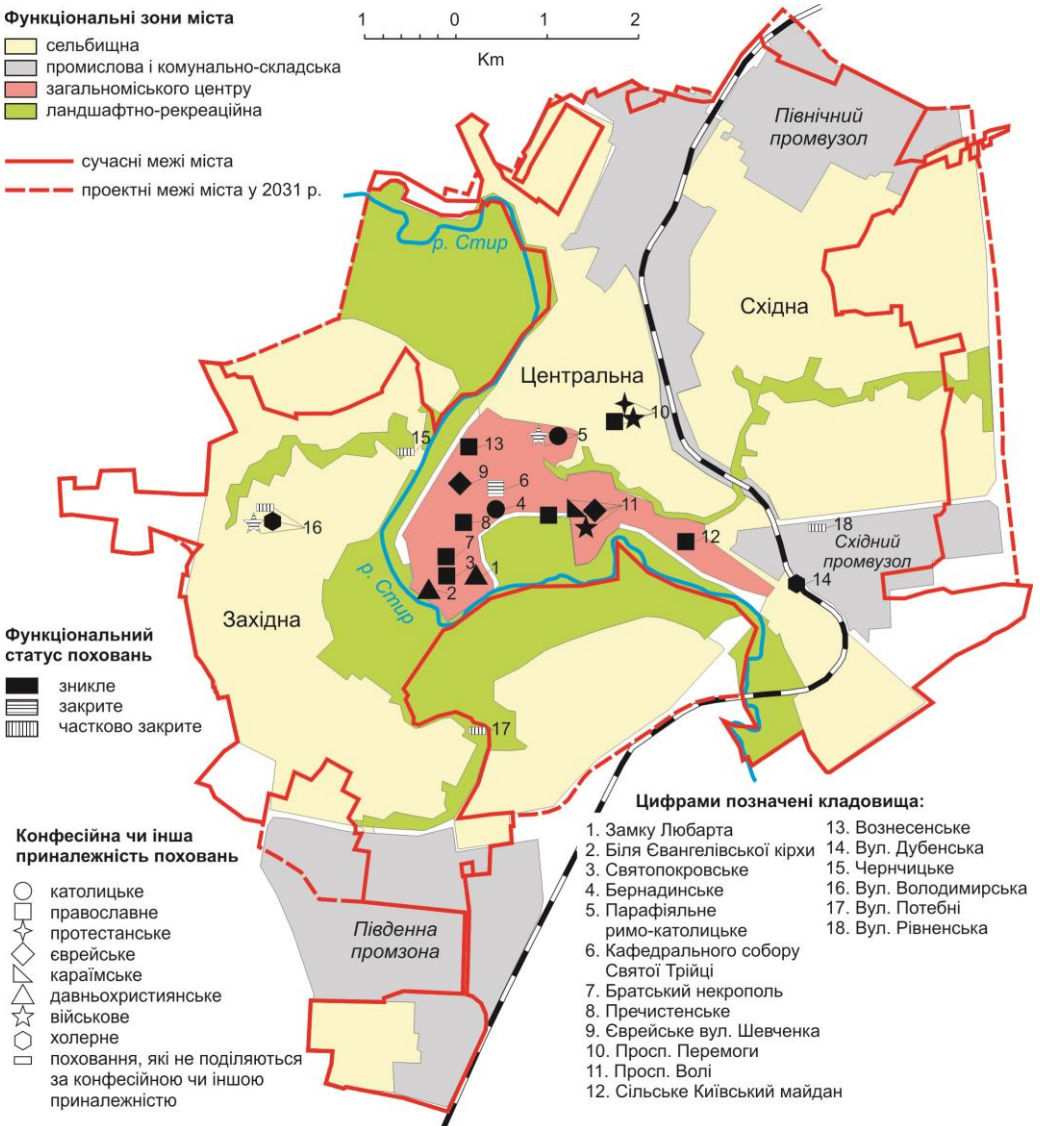 Функціональні зони міста
сельбищна
промислова і комунально-складська
загальноміського центру
ландшафтно-рекреаційна
сучасні межі міста
проектні межі міста у 2031 р.
1 0 1 2
Km
Північний
промвузол
р. Стир
Східна
Центральна
10
5
15
13
9
6
4
11
16
8
12
18
Східний
промвузол
7
3
1
2
14
р. Стир
Західна
17
Функціональний
статус поховань
зникле
закрите
частково закрите
Південна
промзона
Конфесійна чи інша
приналежність поховань
католицьке
православне
протестанське
єврейське
караїмське
давньохристиянське
військове
холерне
поховання, які не поділяються
за конфесійною чи іншою
приналежністю
Цифрами позначені кладовища:
1. Замку Любарта
2. Біля Євангелівської кірхи
3. Святопокровське
4. Бернадинське
5. Парафіяльне
римо-католицьке
6. Кафедрального собору
Святої Трійці
7. Братський некрополь
8. Пречистенське
9. Єврейське вул. Шевченка
10. Просп. Перемоги
11. Просп. Волі
12. Сільське Київський майдан
13. Вознесенське
14. Вул. Дубенська
15. Чернчицьке
16. Вул. Володимирська
17. Вул. Потебні
18. Вул. Рівненська